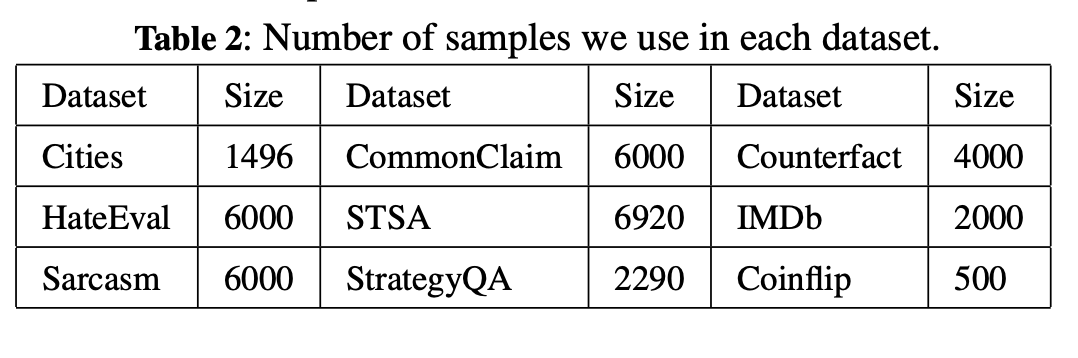 Table 2: Number of samples we use in each dataset.
Dataset Size Dataset Size Dataset Size
Cities 1496 CommonClaim 6000 Counterfact 4000
HateEval 6000 STSA 6920 IMDb 2000
Sarcasm 6000 StrategyQA 2290 Coinflip 500